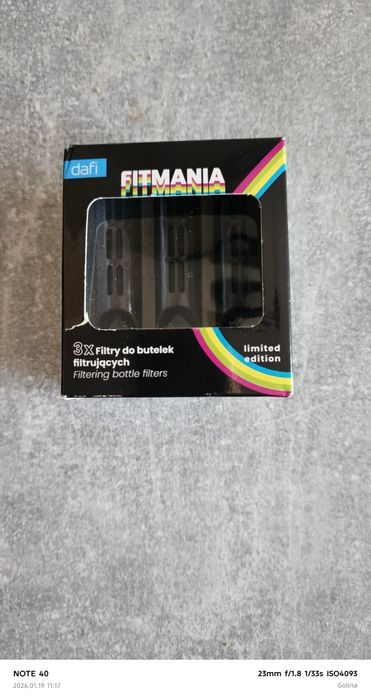 dafi
FITMANIA
3x Filtry do butelek
filtrujących
Filtering bottle filters
limited
edition
NOTE 40
2026.01.19 11:17
23mm f/1.8 1/33s ISO4093
Golina